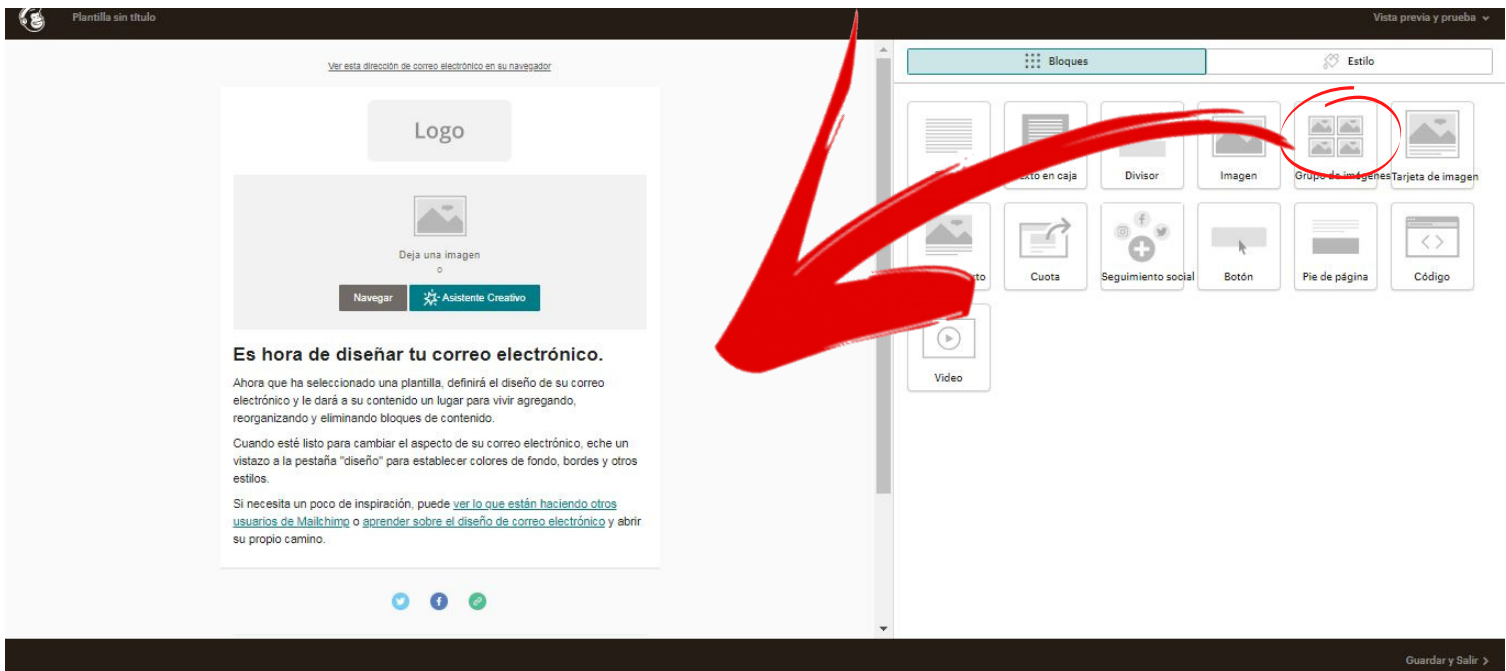 Plantilla sin título
Vista previa y prueba
Ver esta dirección de correo electrónico en su navegador
Bloques
Estilo
Logo
en caja
Divisor
Imagen
Grupo de imágenes
Tarjeta de imagen
Deja una imagen
o
Navegar
Asistente Creativo
Cuota
Seguimiento social
Botón
Pie de página
Código
Video
Es hora de diseñar tu correo electrónico.
Ahora que ha seleccionado una plantilla, definirá el diseño de su correo
electrónico y le dará a su contenido un lugar para vivir agregando,
reorganizando y eliminando bloques de contenido.
Cuando esté listo para cambiar el aspecto de su correo electrónico, eche un
vistazo a la pestaña "diseño" para establecer colores de fondo, bordes y otros
estilos.
Si necesita un poco de inspiración, puede ver lo que están haciendo otros
usuarios de Mailchimp o aprender sobre el diseño de correo electrónico y abrir
su propio camino.
Guardar y Salir